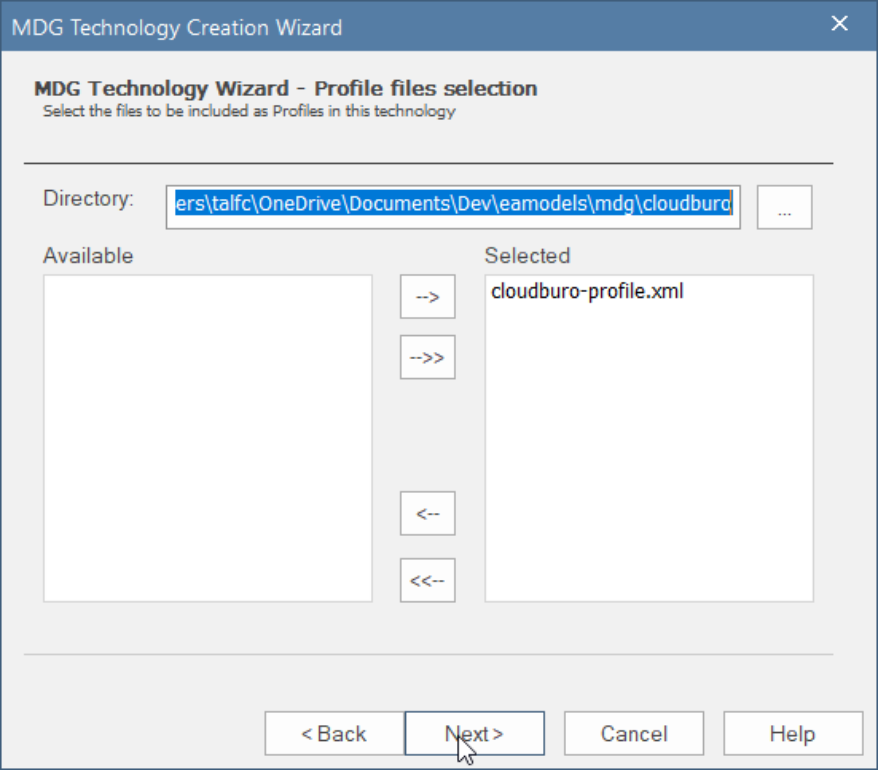 MDG Technology Creation Wizard
MDG Technology Wizard - Profile files selection
Select the files to be included as Profiles in this technology
Directory:
ers\talfc\OneDrive\Documents\Dev\eamodels\mdg\cloudburo
...
Available
Selected
cloudburo-profile.xml
-->
-->>
<--
<<--
< Back
Next >
Cancel
Help